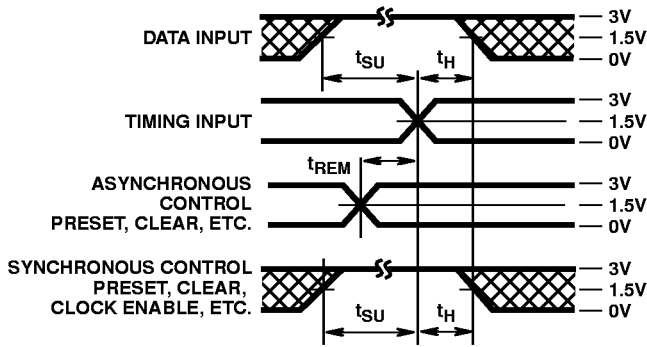 3V
DATA INPUT
1.5V
0V
tSU
tH
3V
TIMING INPUT
1.5V
0V
tREM
ASYNCHRONOUS
CONTROL
PRESET, CLEAR, ETC.
3V
1.5V
0V
SYNCHRONOUS CONTROL
PRESET, CLEAR,
CLOCK ENABLE, ETC.
3V
1.5V
0V
tSU
tH